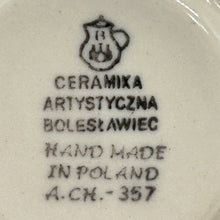 B
CERAMIKA
ARTYSTYCZNA
BOLESŁAWIEC
HAND MADE
IN POLAND
A.CH.-357